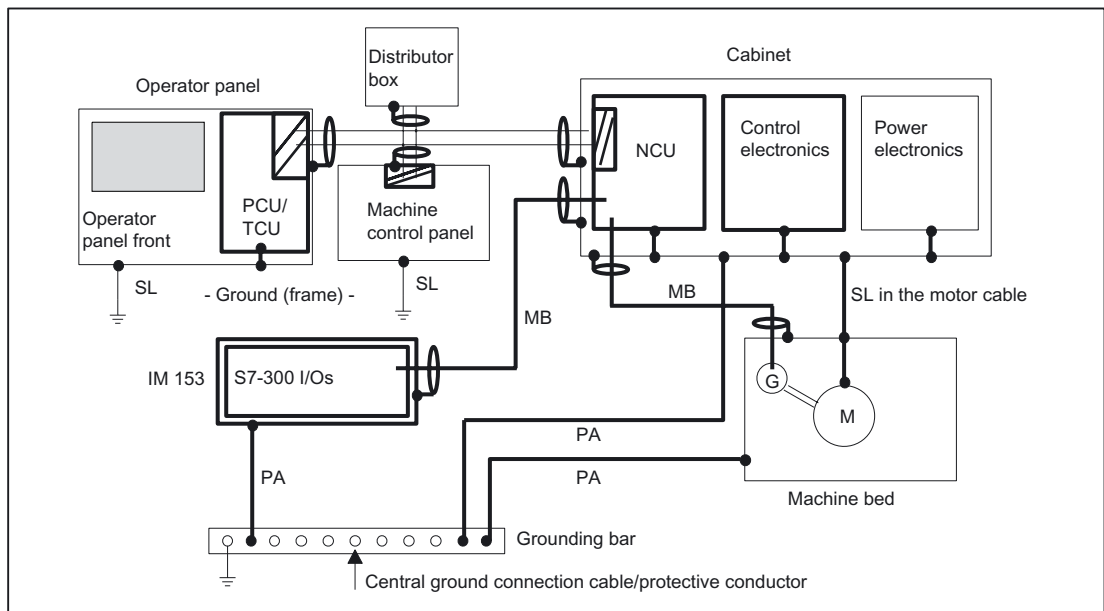 Operator panel
Distributor
box
Cabinet
NCU
Control
electronics
Power
electronics
PCU/
TCU
Operator
panel front
Machine
control panel
SL
- Ground (frame) -
SL
MB
MB
SL in the motor cable
IM 153
S7-300 I/Os
G
M
PA
PA
PA
Machine bed
Grounding bar
Central ground connection cable/protective conductor